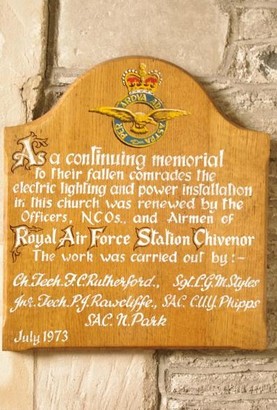 PER ARDVA AD ASTRA
As a continuing memorial
to their fallen comrades the
electric lighting and power installation
in this church was renewed by the
Officers, NCOs., and Airmen of
Royal Air Force Station Chivenor
The work was carried out by:-
Ch.Tech. F.C. Rutherford., Sgt. L.G.M. Styles
Jnr.Tech. P.J. Rawcliffe., SAC. C.W.Y. Phipps
SAC. N. Park
July 1973